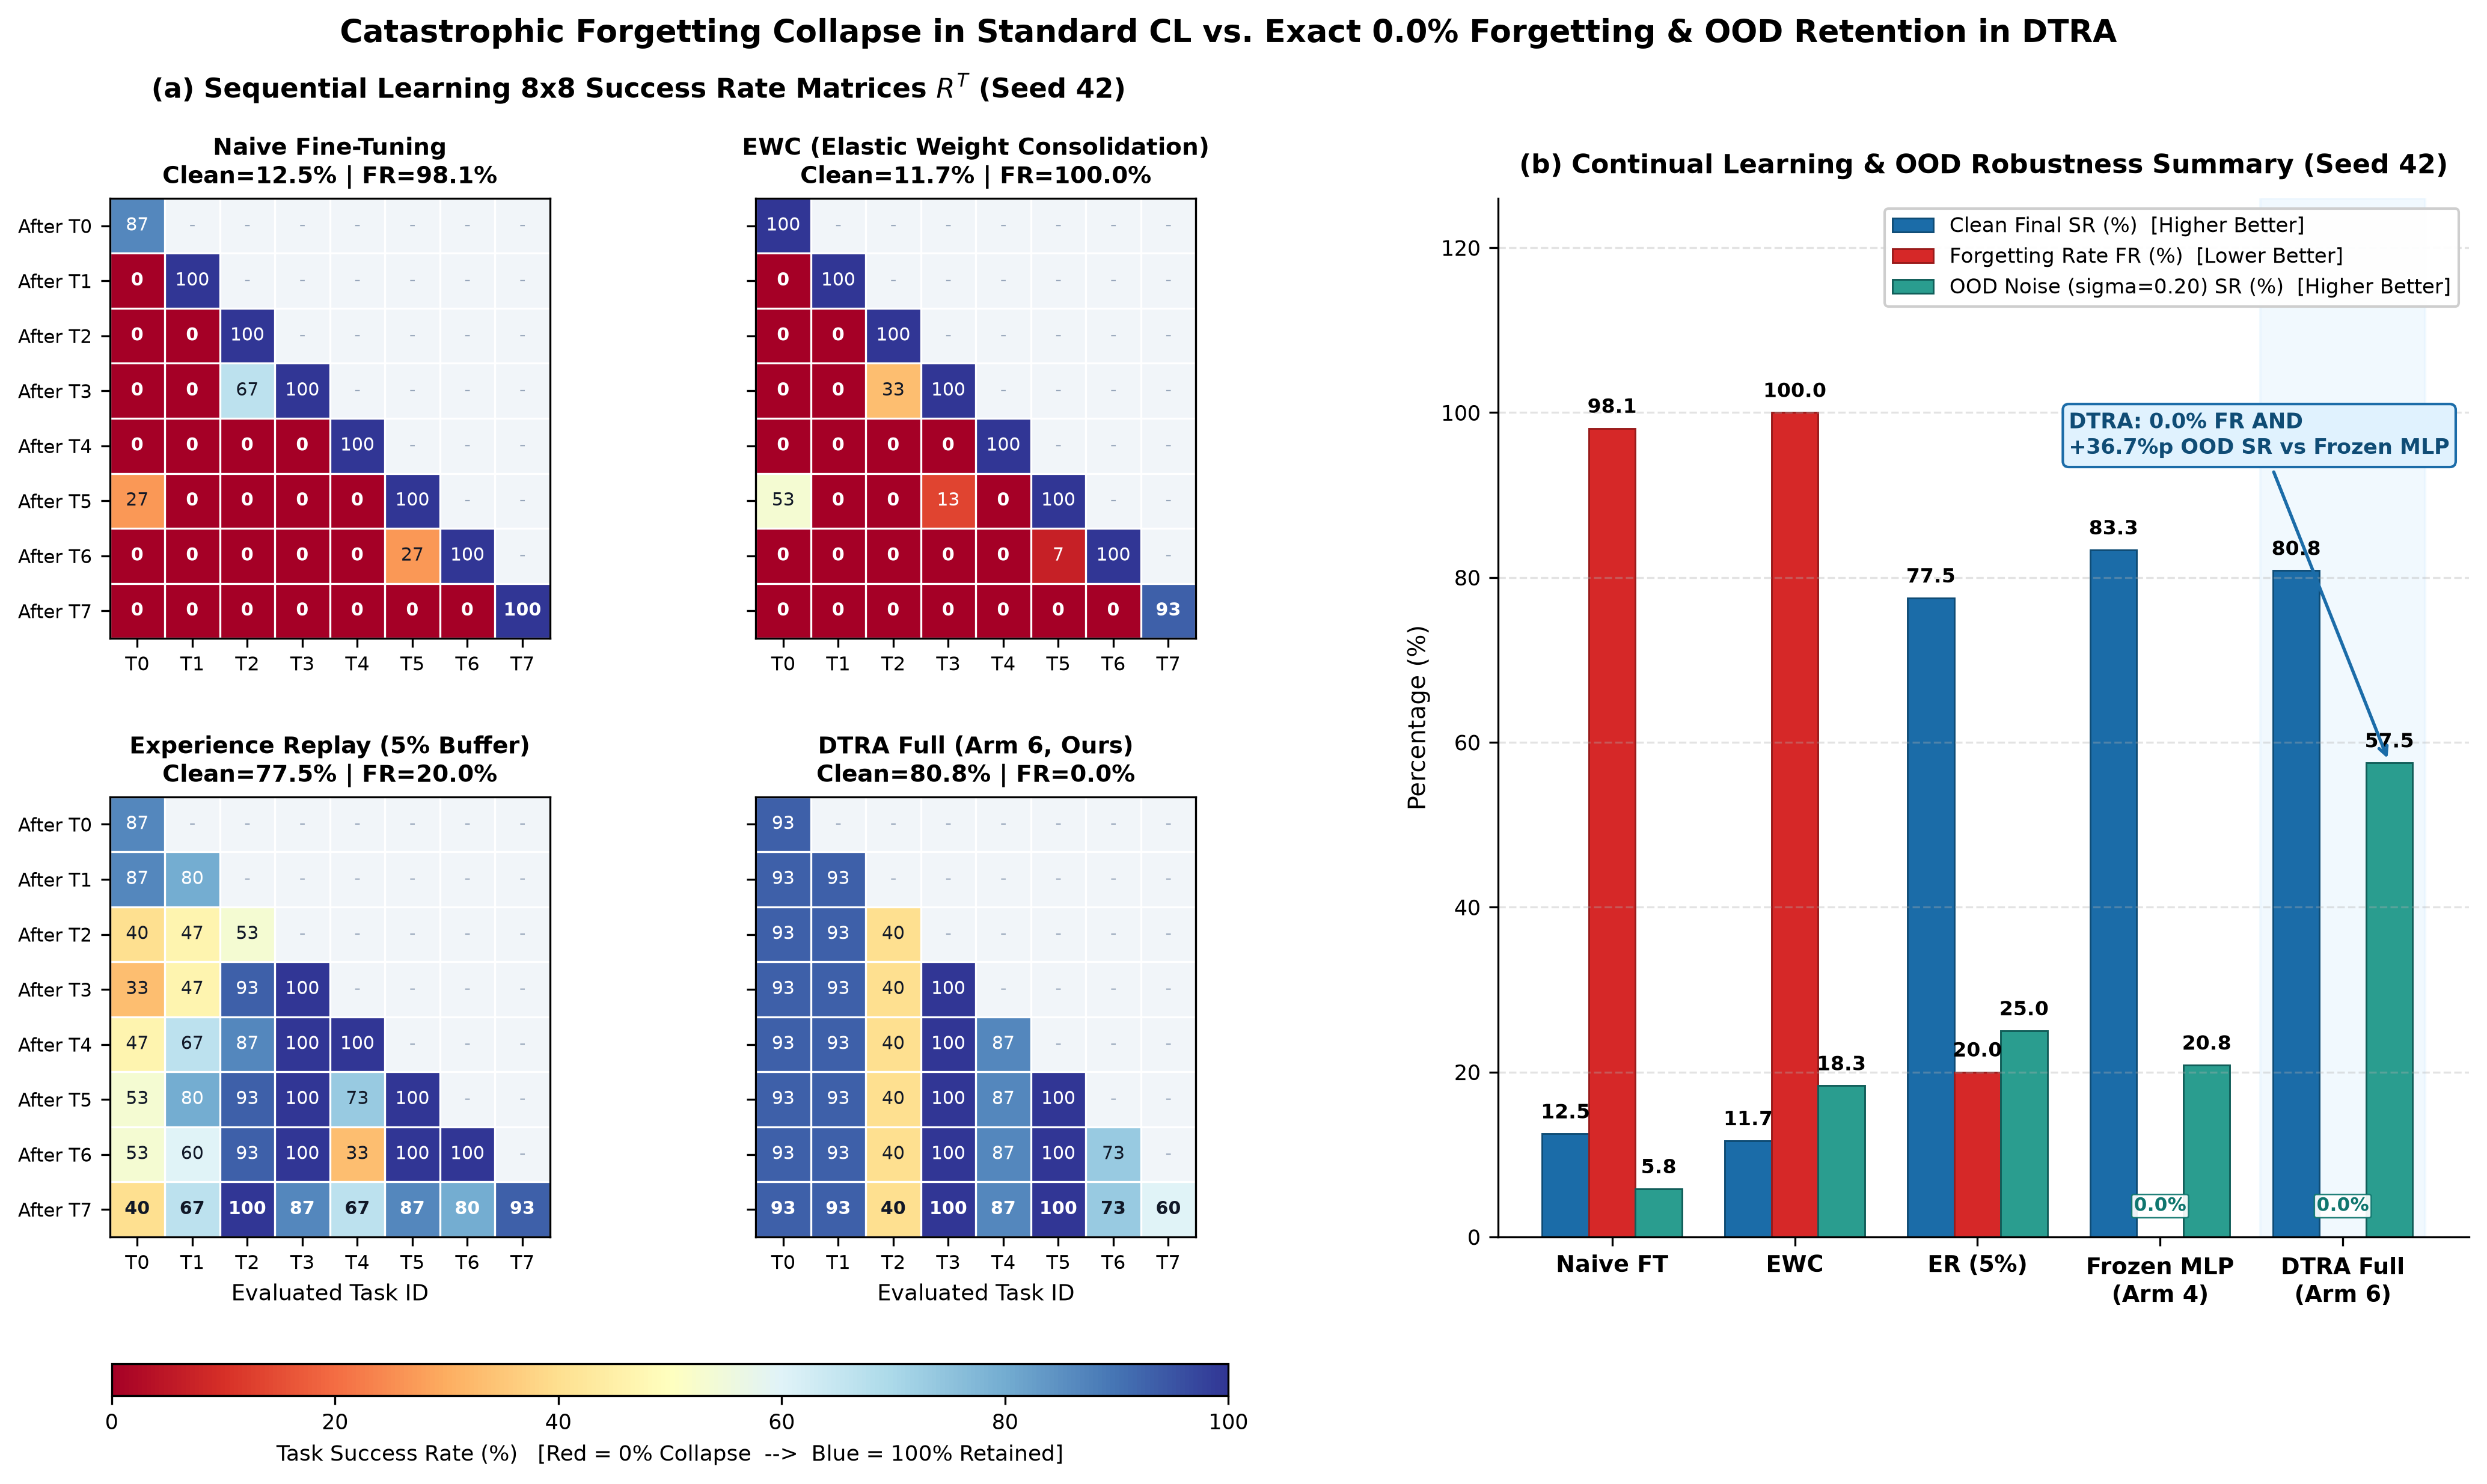 Catastrophic Forgetting Collapse in Standard CL vs. Exact 0.0% Forgetting & OOD Retention in DTRA
(a) Sequential Learning 8x8 Success Rate Matrices R^T (Seed 42)
Naive Fine-Tuning
Clean=12.5% | FR=98.1%
After T0 87 - - - - - - -
After T1 0 100 - - - - - -
After T2 0 0 100 - - - - -
After T3 0 0 67 100 - - - -
After T4 0 0 0 0 100 - - -
After T5 27 0 0 0 0 100 - -
After T6 0 0 0 0 0 27 100 -
After T7 0 0 0 0 0 0 0 100
T0 T1 T2 T3 T4 T5 T6 T7
EWC (Elastic Weight Consolidation)
Clean=11.7% | FR=100.0%
100 - - - - - - -
0 100 - - - - - -
0 0 100 - - - - -
0 0 33 100 - - - -
0 0 0 0 100 - - -
53 0 0 13 0 100 - -
0 0 0 0 0 7 100 -
0 0 0 0 0 0 0 93
T0 T1 T2 T3 T4 T5 T6 T7
Experience Replay (5% Buffer)
Clean=77.5% | FR=20.0%
After T0 87 - - - - - - -
After T1 87 80 - - - - - -
After T2 40 47 53 - - - - -
After T3 33 47 93 100 - - - -
After T4 47 67 87 100 100 - - -
After T5 53 80 93 100 73 100 - -
After T6 53 60 93 100 33 100 100 -
After T7 40 67 100 87 67 87 80 93
T0 T1 T2 T3 T4 T5 T6 T7
Evaluated Task ID
DTRA Full (Arm 6, Ours)
Clean=80.8% | FR=0.0%
93 - - - - - - -
93 93 - - - - - -
93 93 40 - - - - -
93 93 40 100 - - - -
93 93 40 100 87 - - -
93 93 40 100 87 100 - -
93 93 40 100 87 100 73 -
93 93 40 100 87 100 73 60
T0 T1 T2 T3 T4 T5 T6 T7
Evaluated Task ID
0 20 40 60 80 100
Task Success Rate (%) [Red = 0% Collapse --> Blue = 100% Retained]
(b) Continual Learning & OOD Robustness Summary (Seed 42)
Clean Final SR (%) [Higher Better]
Forgetting Rate FR (%) [Lower Better]
OOD Noise (sigma=0.20) SR (%) [Higher Better]
DTRA: 0.0% FR AND
+36.7%p OOD SR vs Frozen MLP
Percentage (%)
120
100
80
60
40
20
0
12.5 98.1 5.8
11.7 100.0 18.3
77.5 20.0 25.0
83.3 0.0% 20.8
80.8 0.0% 57.5
Naive FT
EWC
ER (5%)
Frozen MLP
(Arm 4)
DTRA Full
(Arm 6)